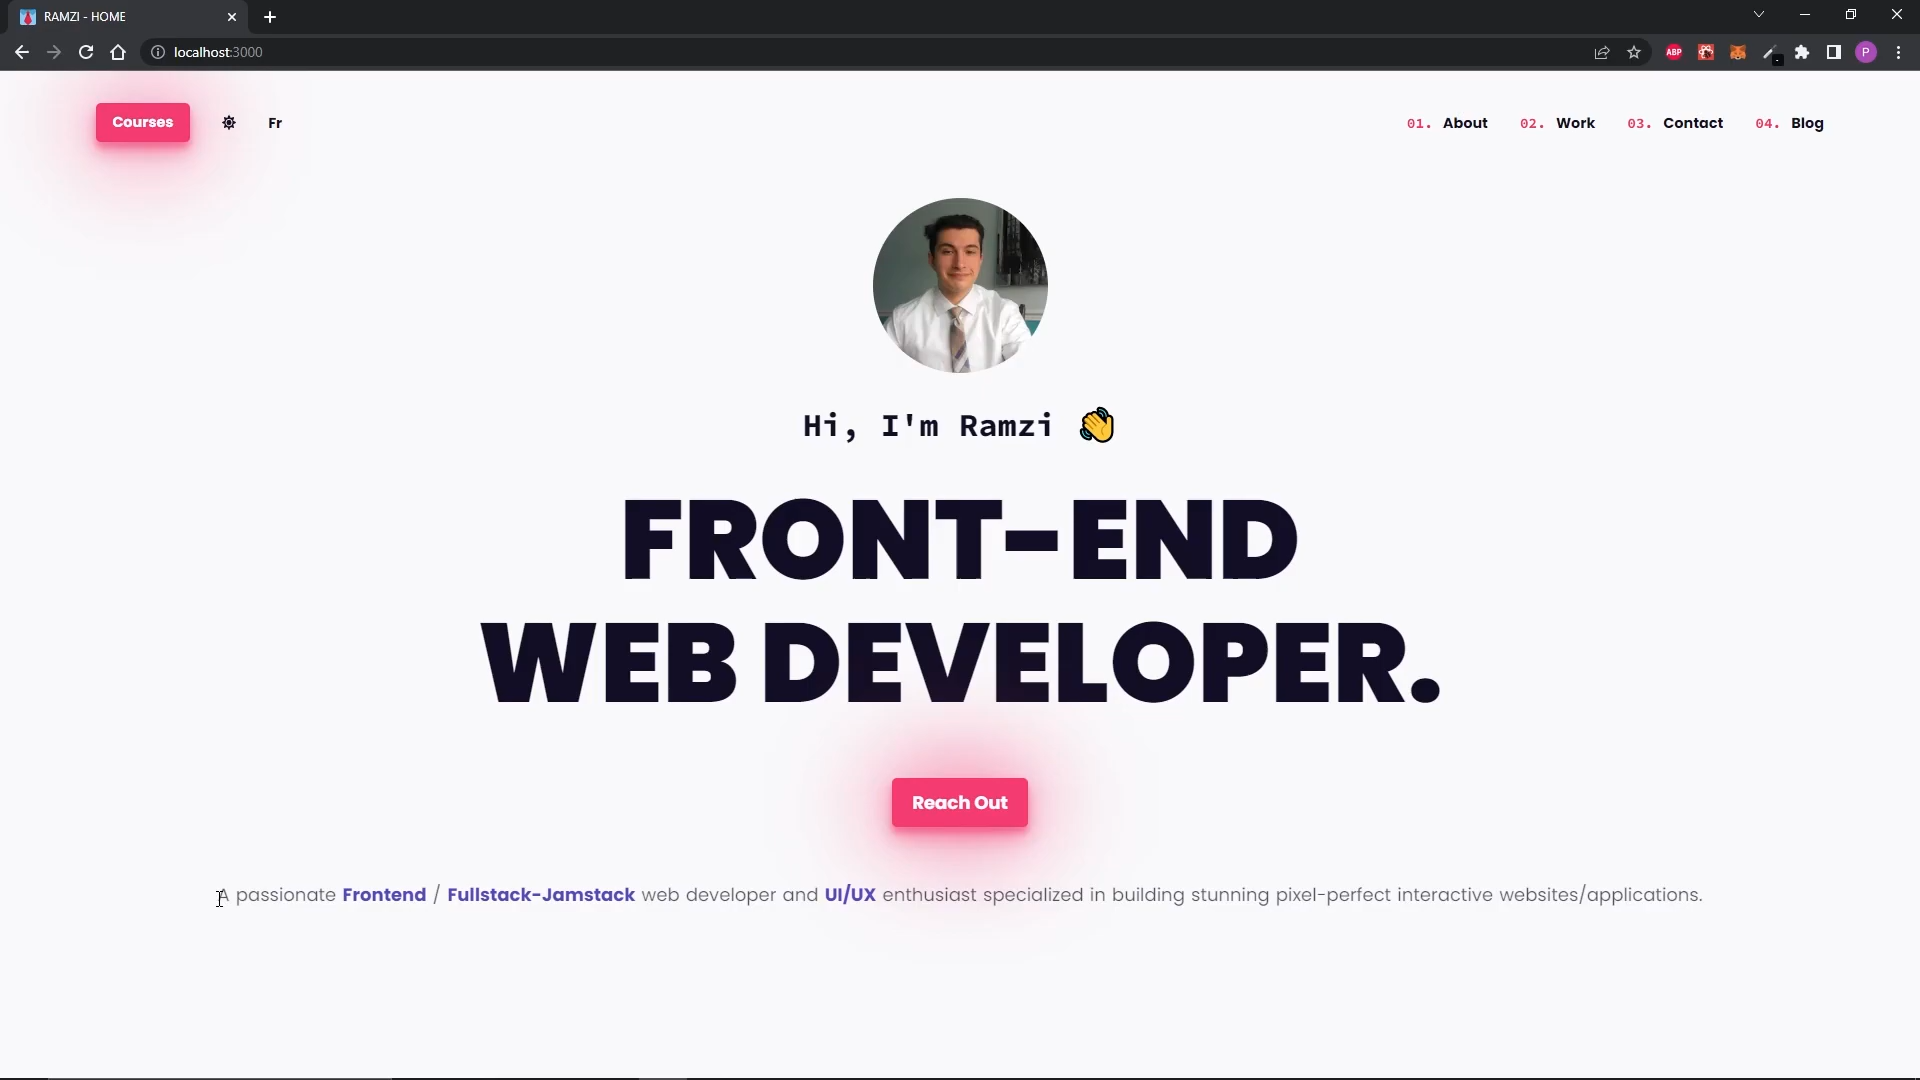 RAMZI - HOME
localhost:3000
ABP
P
Courses
Fr
01. About
02. Work
03. Contact
04. Blog
Hi, I'm Ramzi 👋
FRONT-END
WEB DEVELOPER.
Reach Out
A passionate Frontend / Fullstack-Jamstack web developer and UI/UX enthusiast specialized in building stunning pixel-perfect interactive websites/applications.